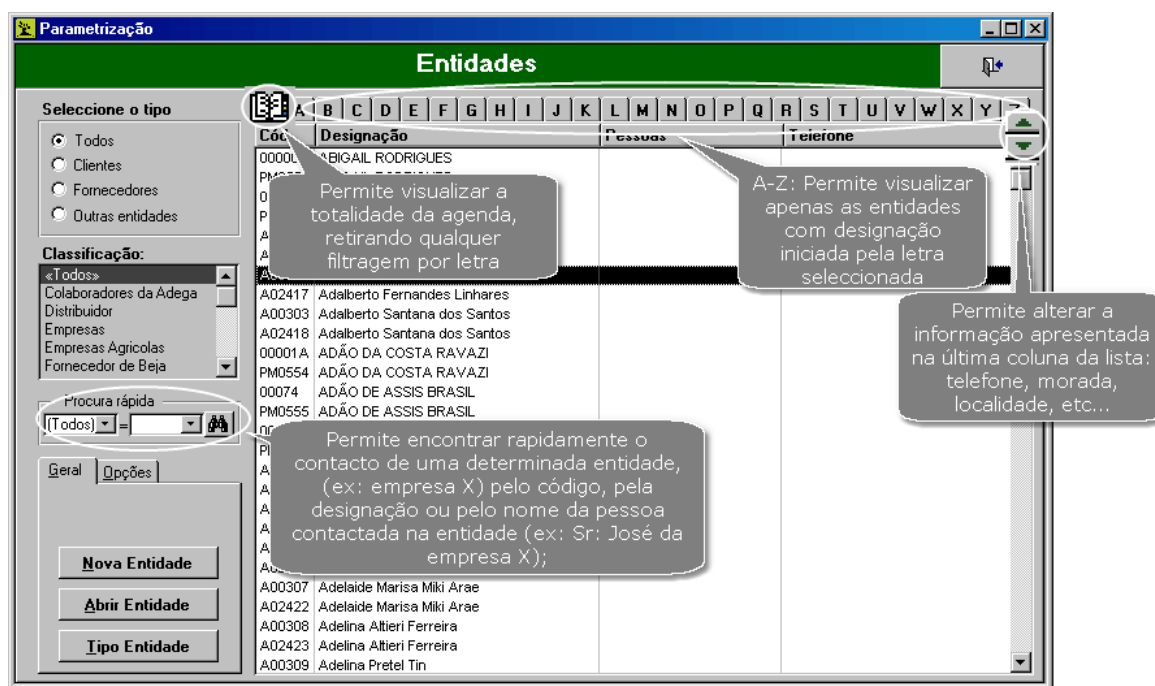 Parametrização
Entidades
Seleccione o tipo
Todos
Clientes
Fornecedores
Outras entidades
Classificação:
«Todos»
Colaboradores da Adega
Distribuidor
Empresas
Empresas Agricolas
Fornecedor de Beja
Procura rápida
(Todos) =
Geral Opções
Nova Entidade
Abrir Entidade
Tipo Entidade
A B C D E F G H I J K L M N O P Q R S T U V W X Y Z
Designação Pessoas Telefone
ABIGAIL RODRIGUES
A02417 Adalberto Fernandes Linhares
A00303 Adalberto Santana dos Santos
A02418 Adalberto Santana dos Santos
00001A ADÃO DA COSTA RAVAZI
PM0554 ADÃO DA COSTA RAVAZI
00074 ADÃO DE ASSIS BRASIL
PM0555 ADÃO DE ASSIS BRASIL
A00307 Adelaide Marisa Miki Arae
A02422 Adelaide Marisa Miki Arae
A00308 Adelina Altieri Ferreira
A02423 Adelina Altieri Ferreira
A00309 Adelina Pretel Tin
Permite visualizar a
totalidade da agenda,
retirando qualquer
filtragem por letra
A-Z: Permite visualizar
apenas as entidades
com designação
iniciada pela letra
seleccionada
Permite alterar a
informação apresentada
na última coluna da lista:
telefone, morada,
localidade, etc...
Permite encontrar rapidamente o
contacto de uma determinada entidade,
(ex: empresa X) pelo código, pela
designação ou pelo nome da pessoa
contactada na entidade (ex: Sr: José da
empresa X);